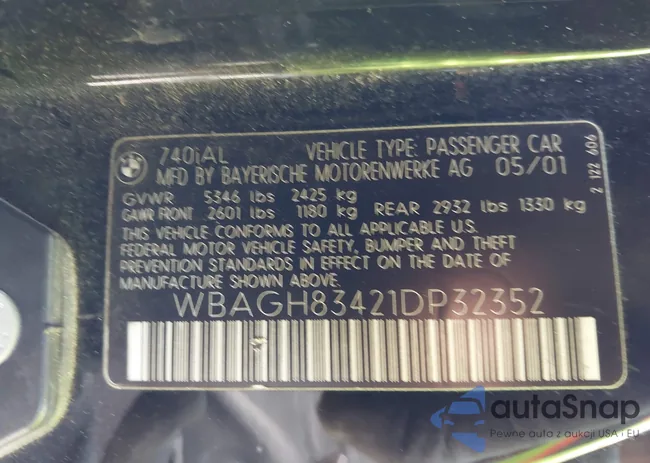 740iAL VEHICLE TYPE: PASSENGER CAR
MFD BY BAYERISCHE MOTORENWERKE AG 05/01
GVWR 5346 lbs 2425 kg
GAWR FRONT 2601 lbs 1180 kg REAR 2932 lbs 1330 kg
THIS VEHICLE CONFORMS TO ALL APPLICABLE U.S.
FEDERAL MOTOR VEHICLE SAFETY, BUMPER AND THEFT
PREVENTION STANDARDS IN EFFECT ON THE DATE OF
MANUFACTURE SHOWN ABOVE.
WBAGH83421DP32352
2 122 606
autaSnap
Pewne auta z aukcji USA i EU